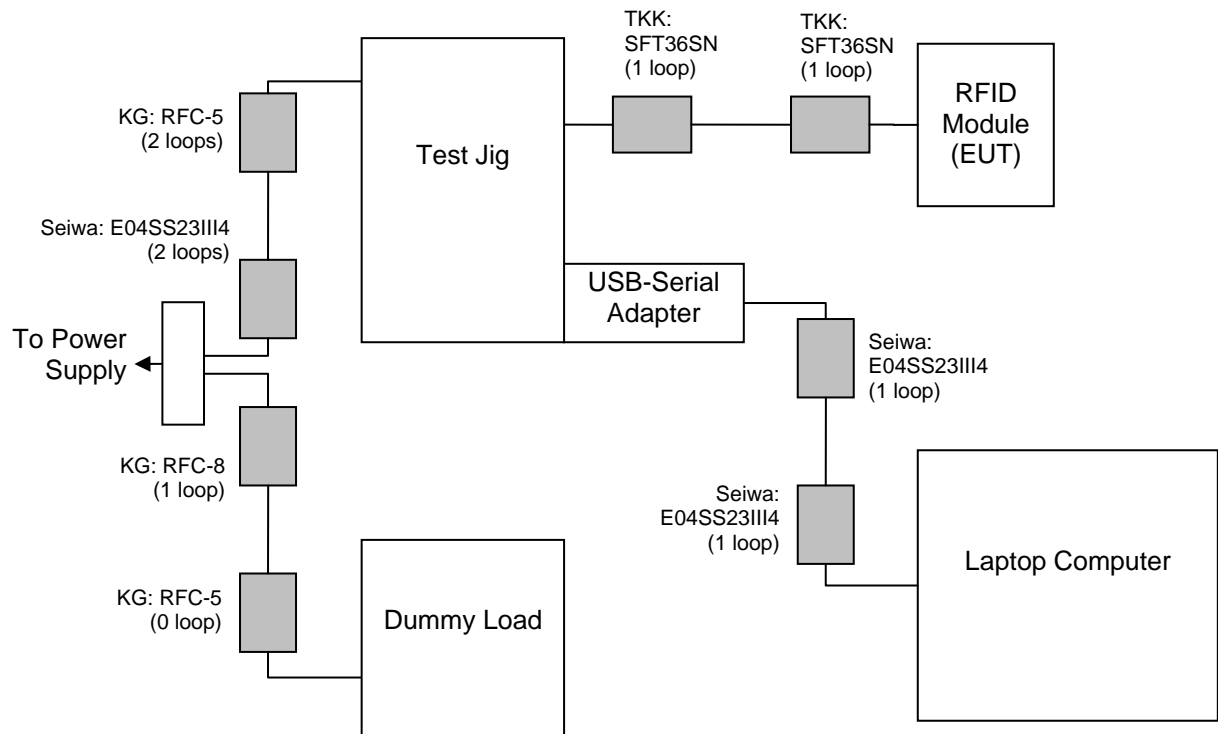 TKK:
SFT36SN
(1 loop)
TKK:
SFT36SN
(1 loop)
KG: RFC-5
(2 loops)
Test Jig
RFID
Module
(EUT)
Seiwa: E04SS23III4
(2 loops)
USB-Serial
Adapter
To Power
Supply
Seiwa:
E04SS23III4
(1 loop)
KG: RFC-8
(1 loop)
Seiwa:
E04SS23III4
(1 loop)
Laptop Computer
KG: RFC-5
(0 loop)
Dummy Load